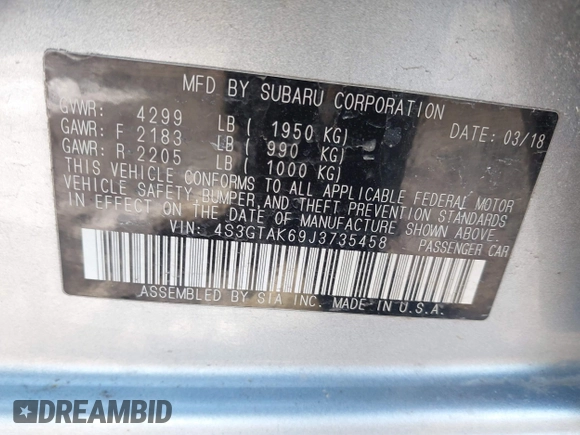 MFD BY SUBARU CORPORATION
GVWR: 4299 LB ( 1950 KG) DATE: 03/18
GAWR: F 2183 LB ( 990 KG)
GAWR: R 2205 LB ( 1000 KG)
THIS VEHICLE CONFORMS TO ALL APPLICABLE FEDERAL MOTOR
VEHICLE SAFETY, BUMPER, AND THEFT PREVENTION STANDARDS
IN EFFECT ON THE DATE OF MANUFACTURE SHOWN ABOVE.
VIN: 4S3GTAK69J3735458 PASSENGER CAR
ASSEMBLED BY SIA INC. MADE IN U.S.A.
DREAMBID